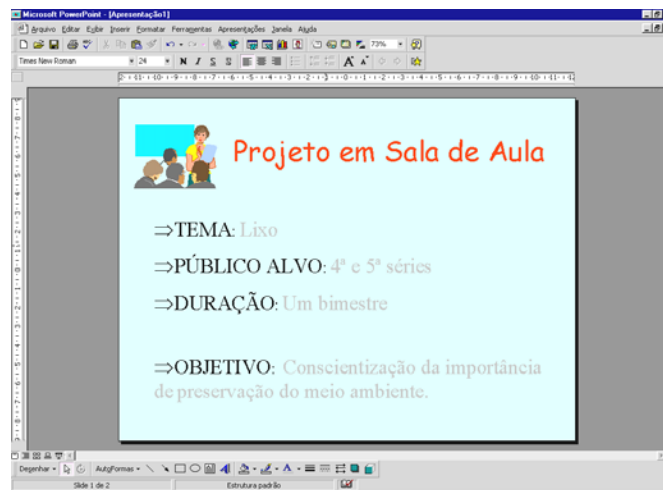 Microsoft PowerPoint - [Apresentação1]
Arquivo Editar Exibir Inserir Formatar Ferramentas Apresentações Janela Ajuda
73%
Times New Roman 24 N I S S
Projeto em Sala de Aula
⇒TEMA: Lixo
⇒PÚBLICO ALVO: 4ª e 5ª séries
⇒DURAÇÃO: Um bimestre
⇒OBJETIVO: Conscientização da importância
de preservação do meio ambiente.
Desenhar AutoFormas
Slide 1 de 2 Estrutura padrão